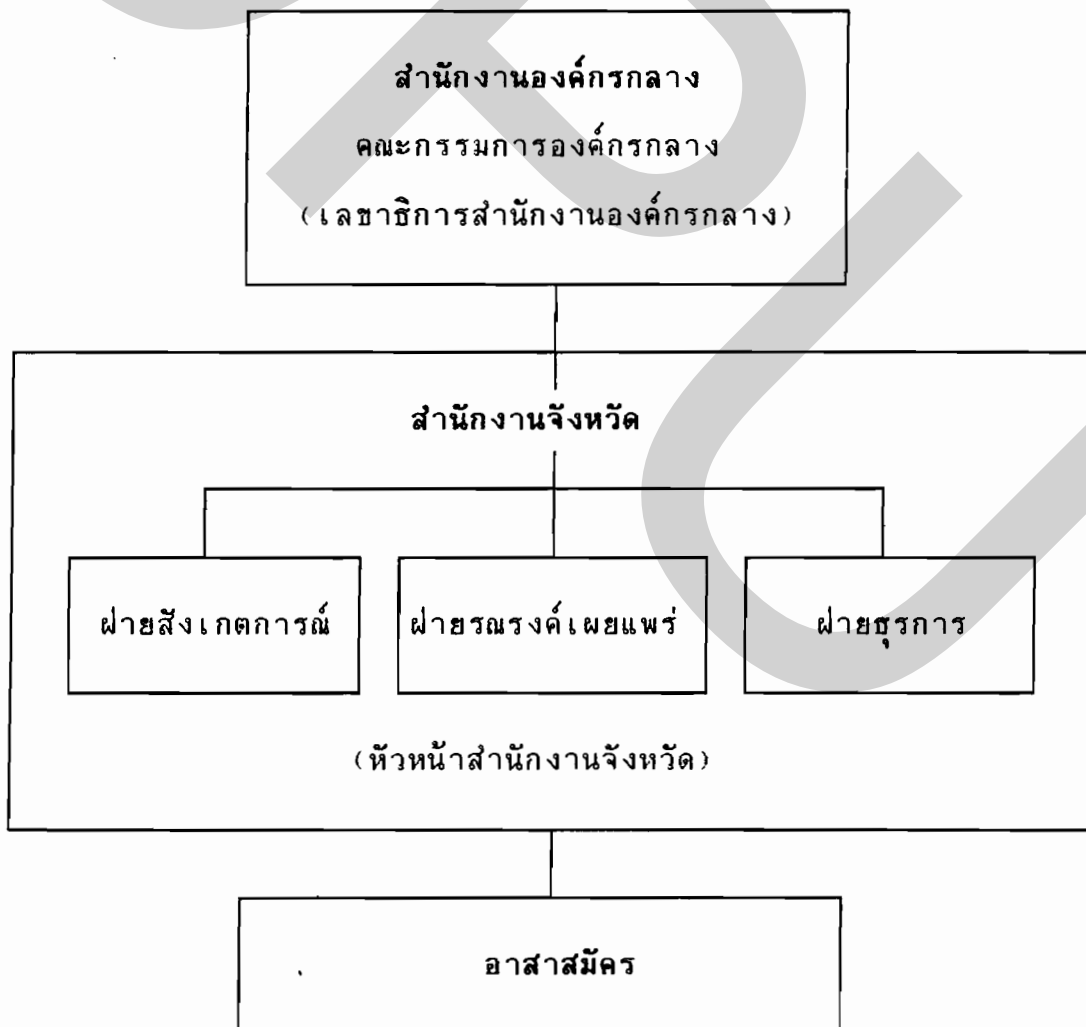 สำนักงานองค์กรกลาง
คณะกรรมการองค์กรกลาง
(เลขาธิการสำนักงานองค์กรกลาง)
สำนักงานจังหวัด
ฝ่ายสังเกตการณ์
ฝ่ายรณรงค์เผยแพร่
ฝ่ายธุรการ
(หัวหน้าสำนักงานจังหวัด)
อาสาสมัคร